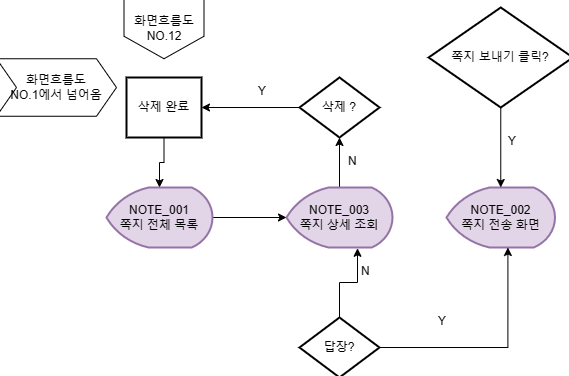 화면흐름도
NO.12
쪽지 보내기 클릭?
화면흐름도
NO.1에서 넘어옴
삭제 완료
Y
삭제 ?
Y
N
NOTE_001
쪽지 전체 목록
NOTE_003
쪽지 상세 조회
NOTE_002
쪽지 전송 화면
N
Y
답장?